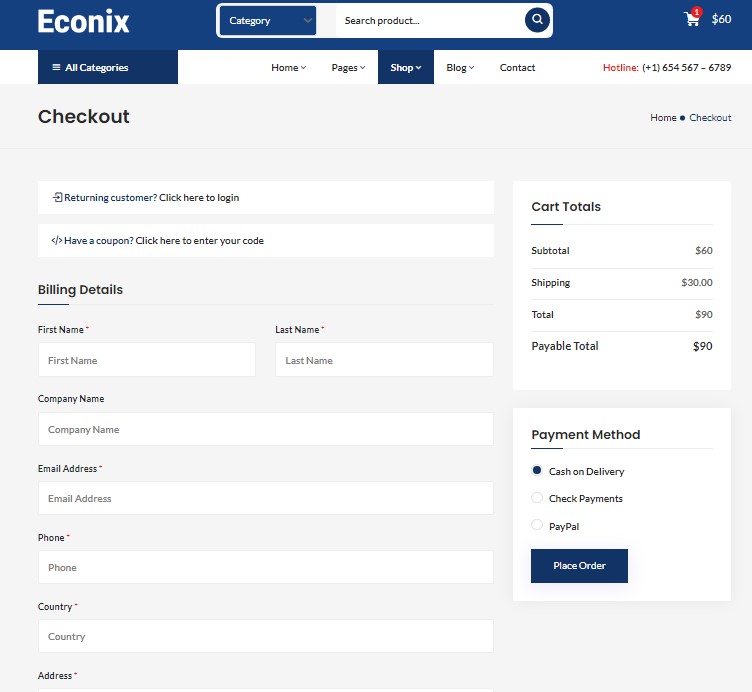 Econix
Category
Search product...
1
$60
All Categories
Home
Pages
Shop
Blog
Contact
Hotline: (+1) 654 567 – 6789
Checkout
Home
Checkout
Returning customer? Click here to login
Have a coupon? Click here to enter your code
Billing Details
First Name *
Last Name *
First Name
Last Name
Company Name
Company Name
Email Address *
Email Address
Phone *
Phone
Country *
Country
Address *
Cart Totals
Subtotal $60
Shipping $30.00
Total $90
Payable Total $90
Payment Method
Cash on Delivery
Check Payments
PayPal
Place Order